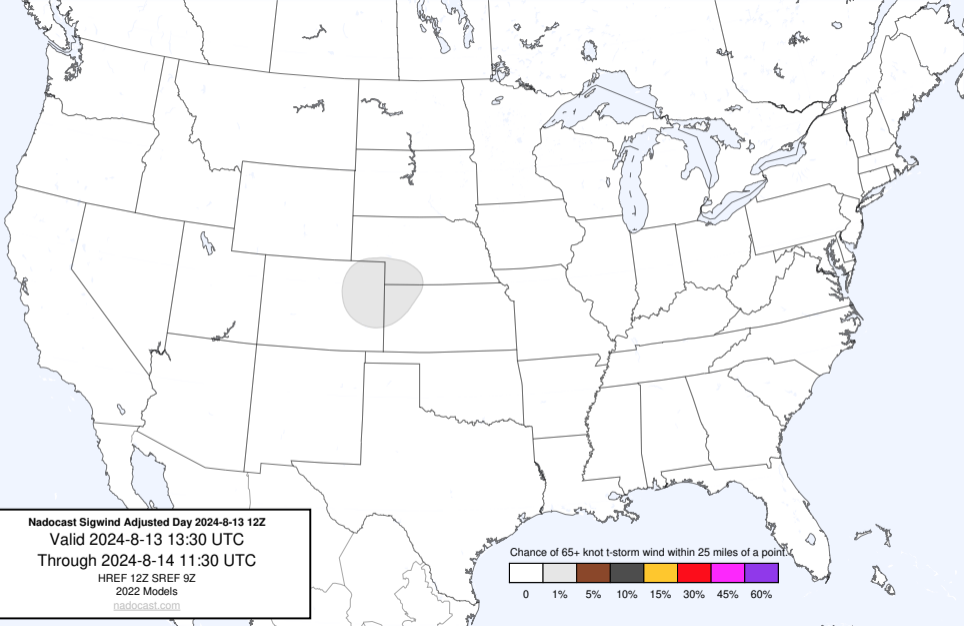 Nadocast Sigwind Adjusted Day 2024-8-13 12Z
Valid 2024-8-13 13:30 UTC
Through 2024-8-14 11:30 UTC
HREF 12Z SREF 9Z
2022 Models
nadocast.com
Chance of 65+ knot t-storm wind within 25 miles of a point.
0 1% 5% 10% 15% 30% 45% 60%